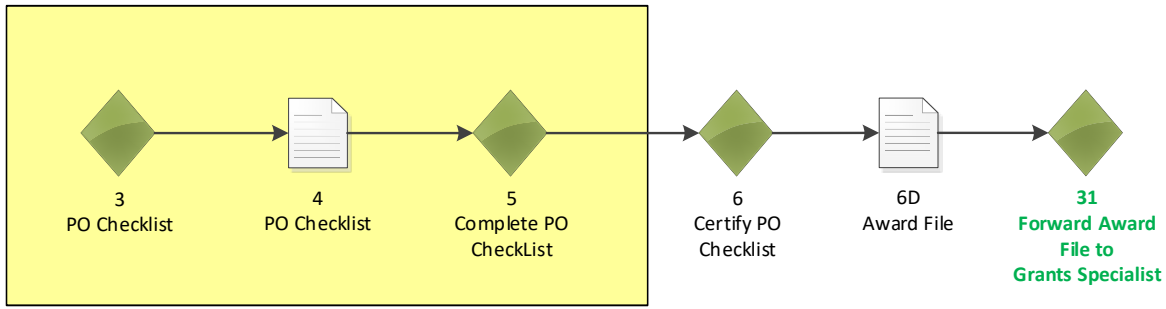 3
PO Checklist
4
PO Checklist
5
Complete PO
CheckList
6
Certify PO
Checklist
6D
Award File
31
Forward Award
File to
Grants Specialist